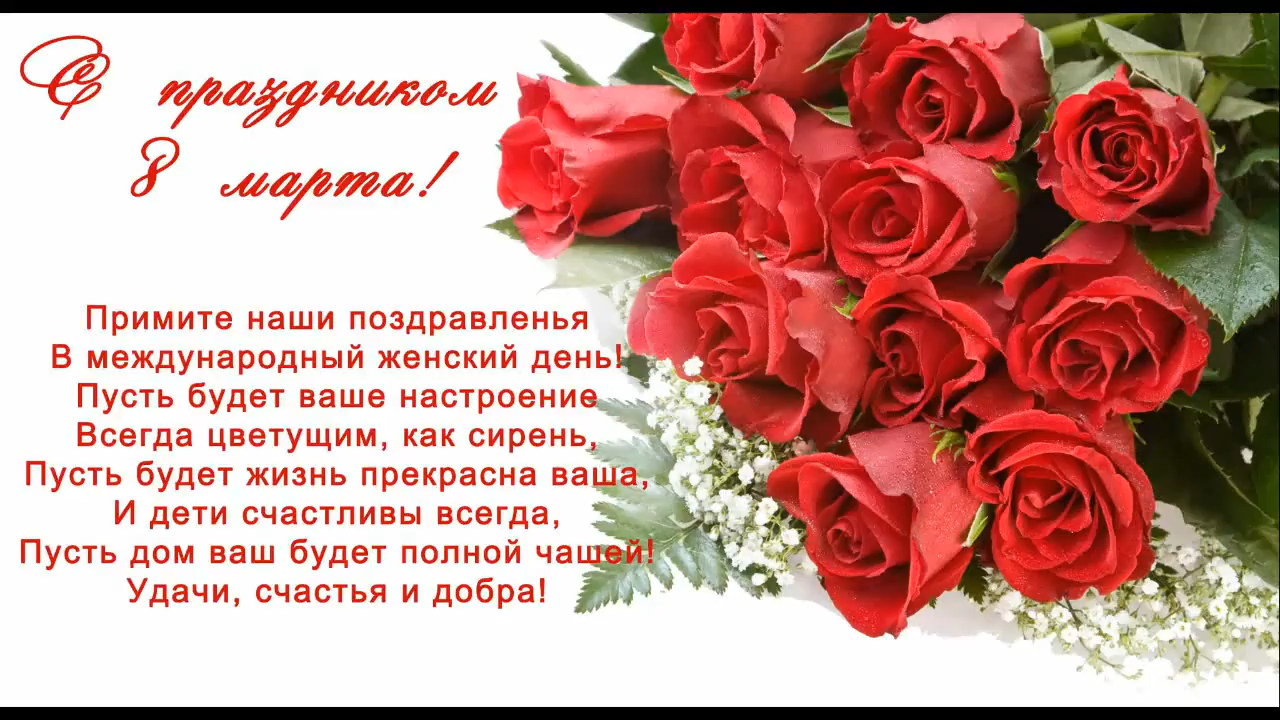 С праздником
8 марта!
Примите наши поздравленья
В международный женский день!
Пусть будет ваше настроение
Всегда цветущим, как сирень,
Пусть будет жизнь прекрасна ваша,
И дети счастливы всегда,
Пусть дом ваш будет полной чашей!
Удачи, счастья и добра!